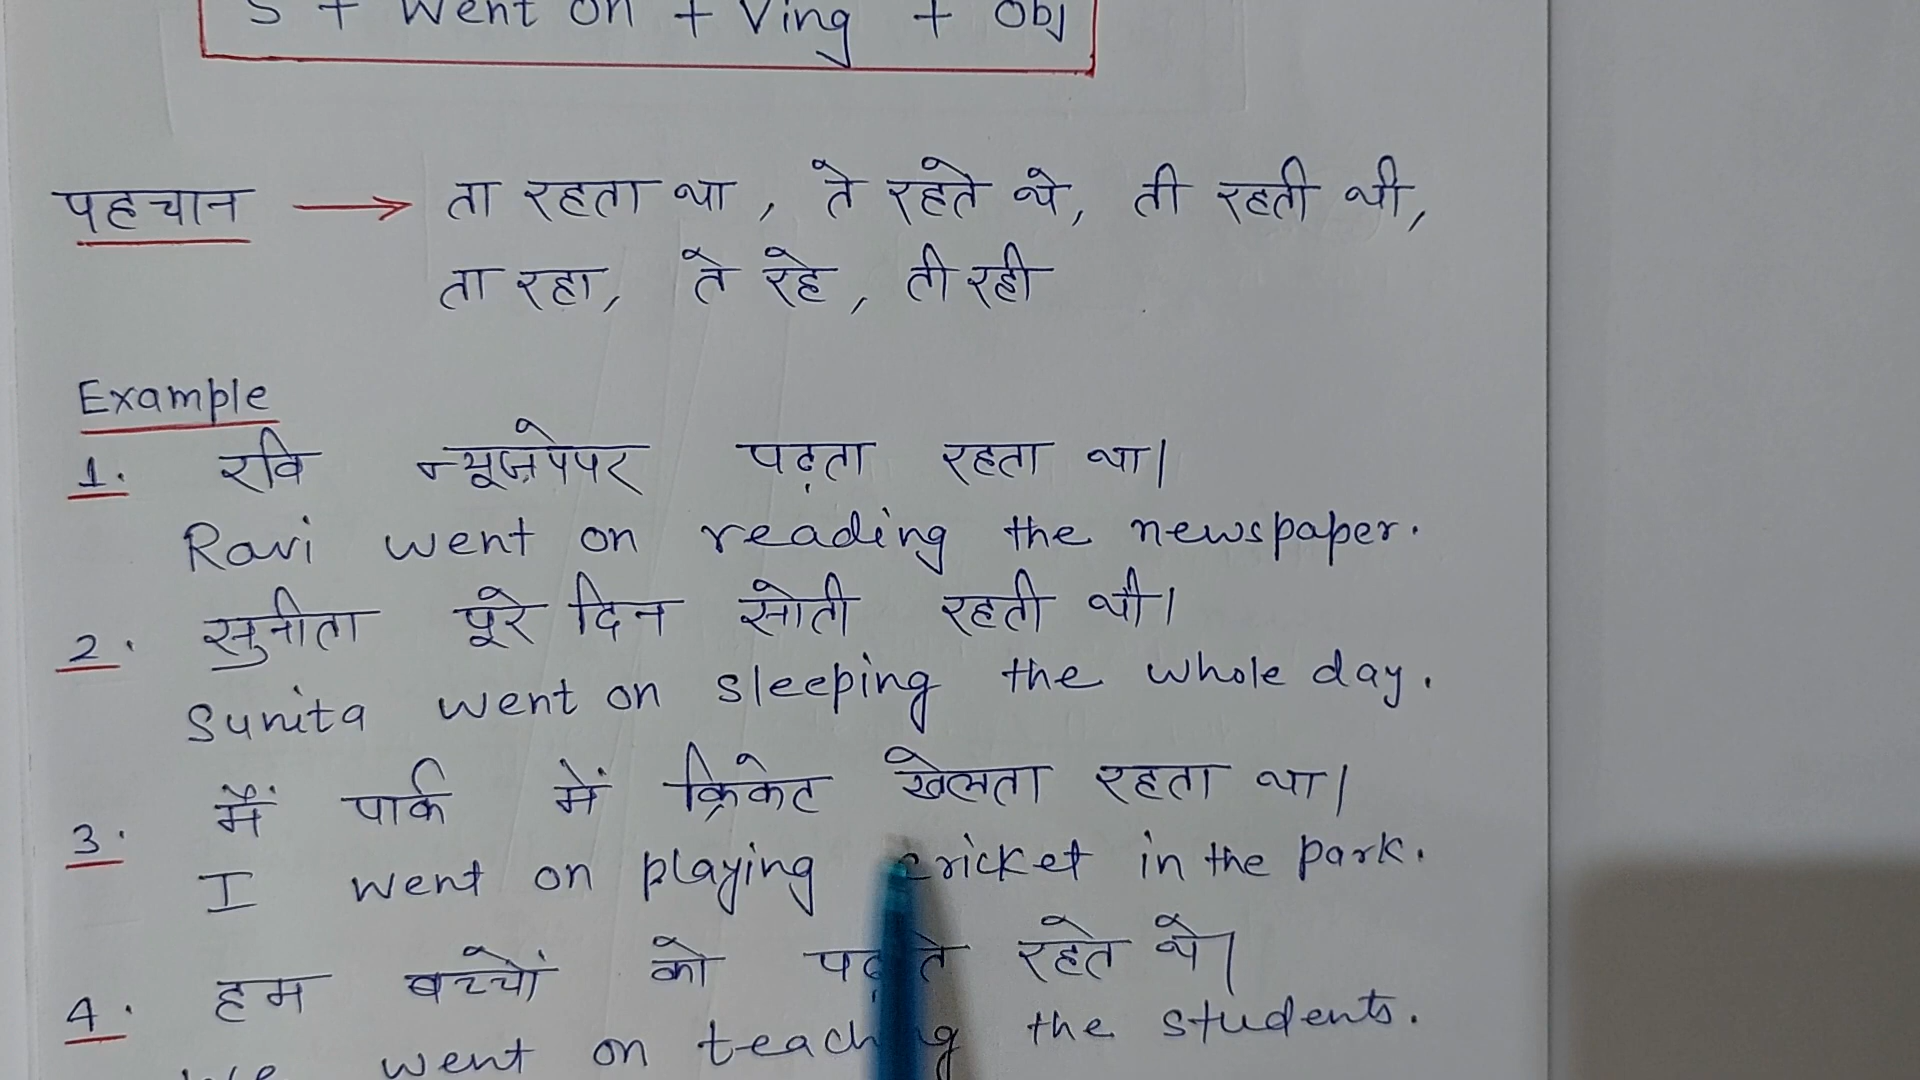 S + Went on + Ving + Obj
पहचान → ता रहता था, ते रहते थे, ती रहती थी,
ता रहा, ते रहे, ती रही
Example
1. रवि न्यूज़पेपर पढ़ता रहता था।
Ravi went on reading the newspaper.
2. सुनीता पूरे दिन सोती रहती थी।
Sunita went on sleeping the whole day.
3. मैं पार्क में क्रिकेट खेलता रहता था।
I went on playing cricket in the park.
4. हम बच्चों को रहते थे।
We went on teaching the students.